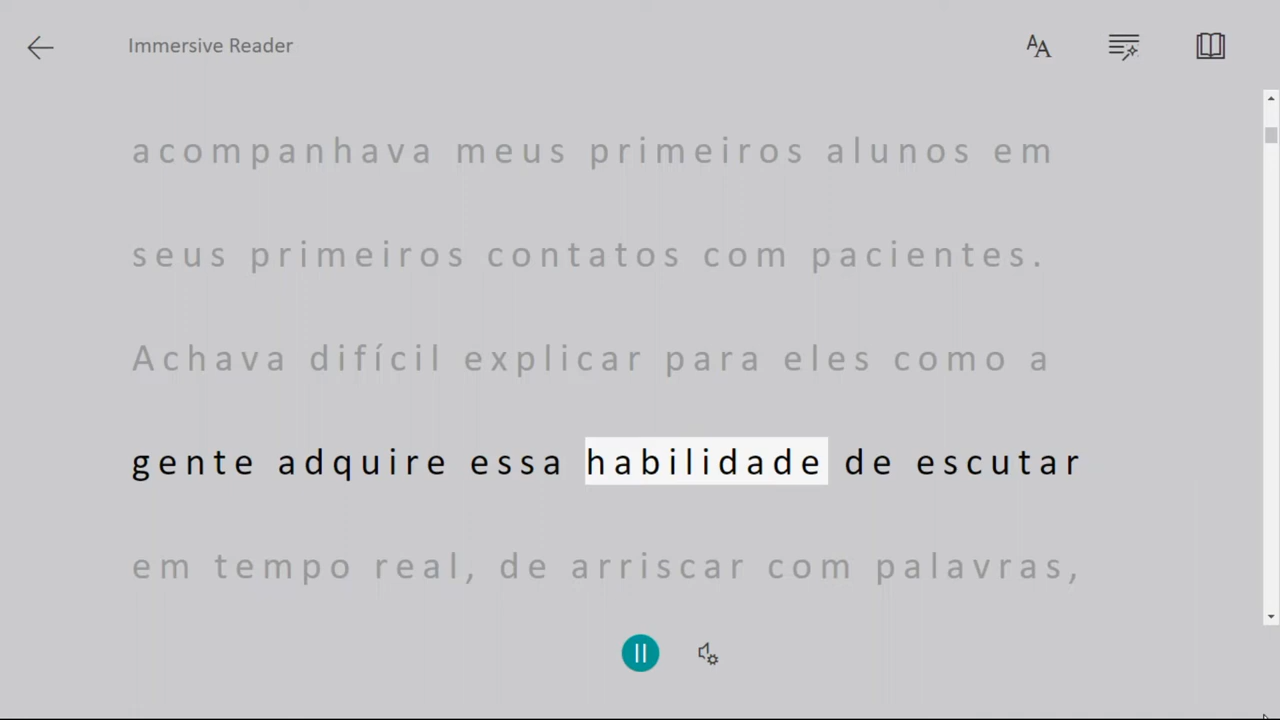 Immersive Reader
acompanhava meus primeiros alunos em
seus primeiros contatos com pacientes.
Achava difícil explicar para eles como a
gente adquire essa habilidade de escutar
em tempo real, de arriscar com palavras,